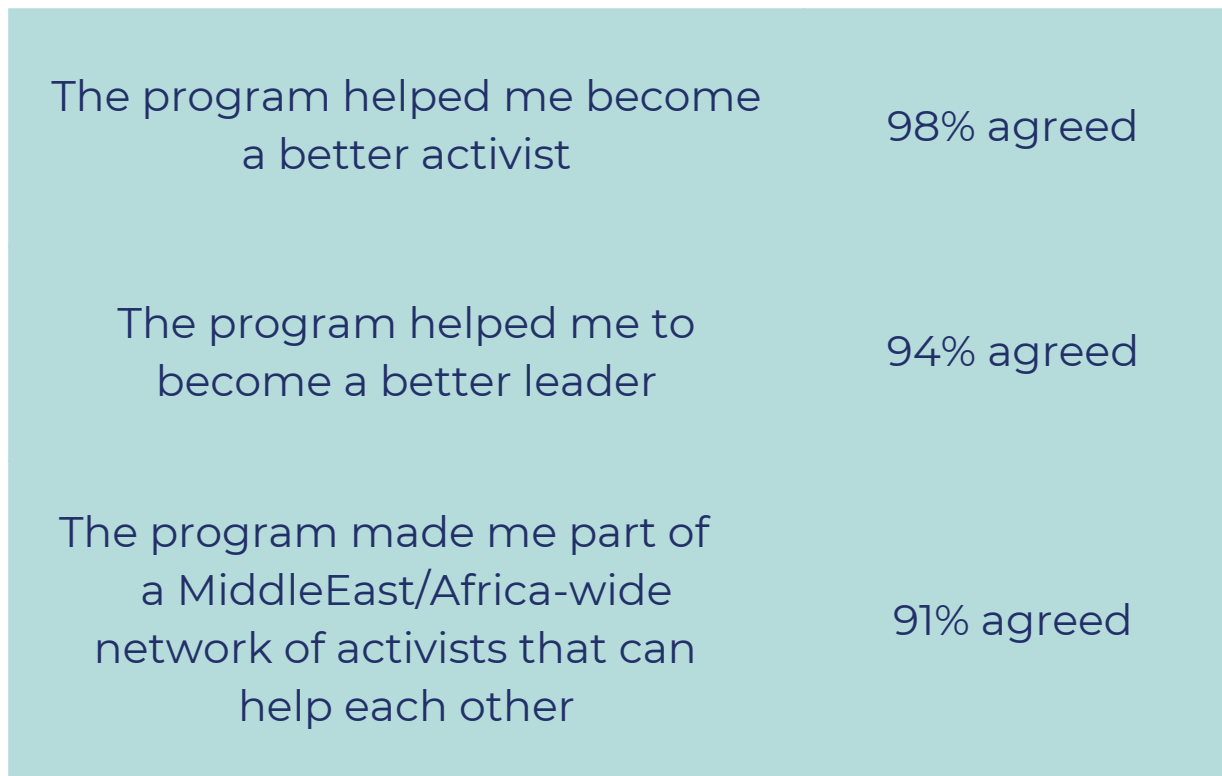 The program helped me become
a better activist
98% agreed
The program helped me to
become a better leader
94% agreed
The program made me part of
a MiddleEast/Africa-wide
network of activists that can
help each other
91% agreed